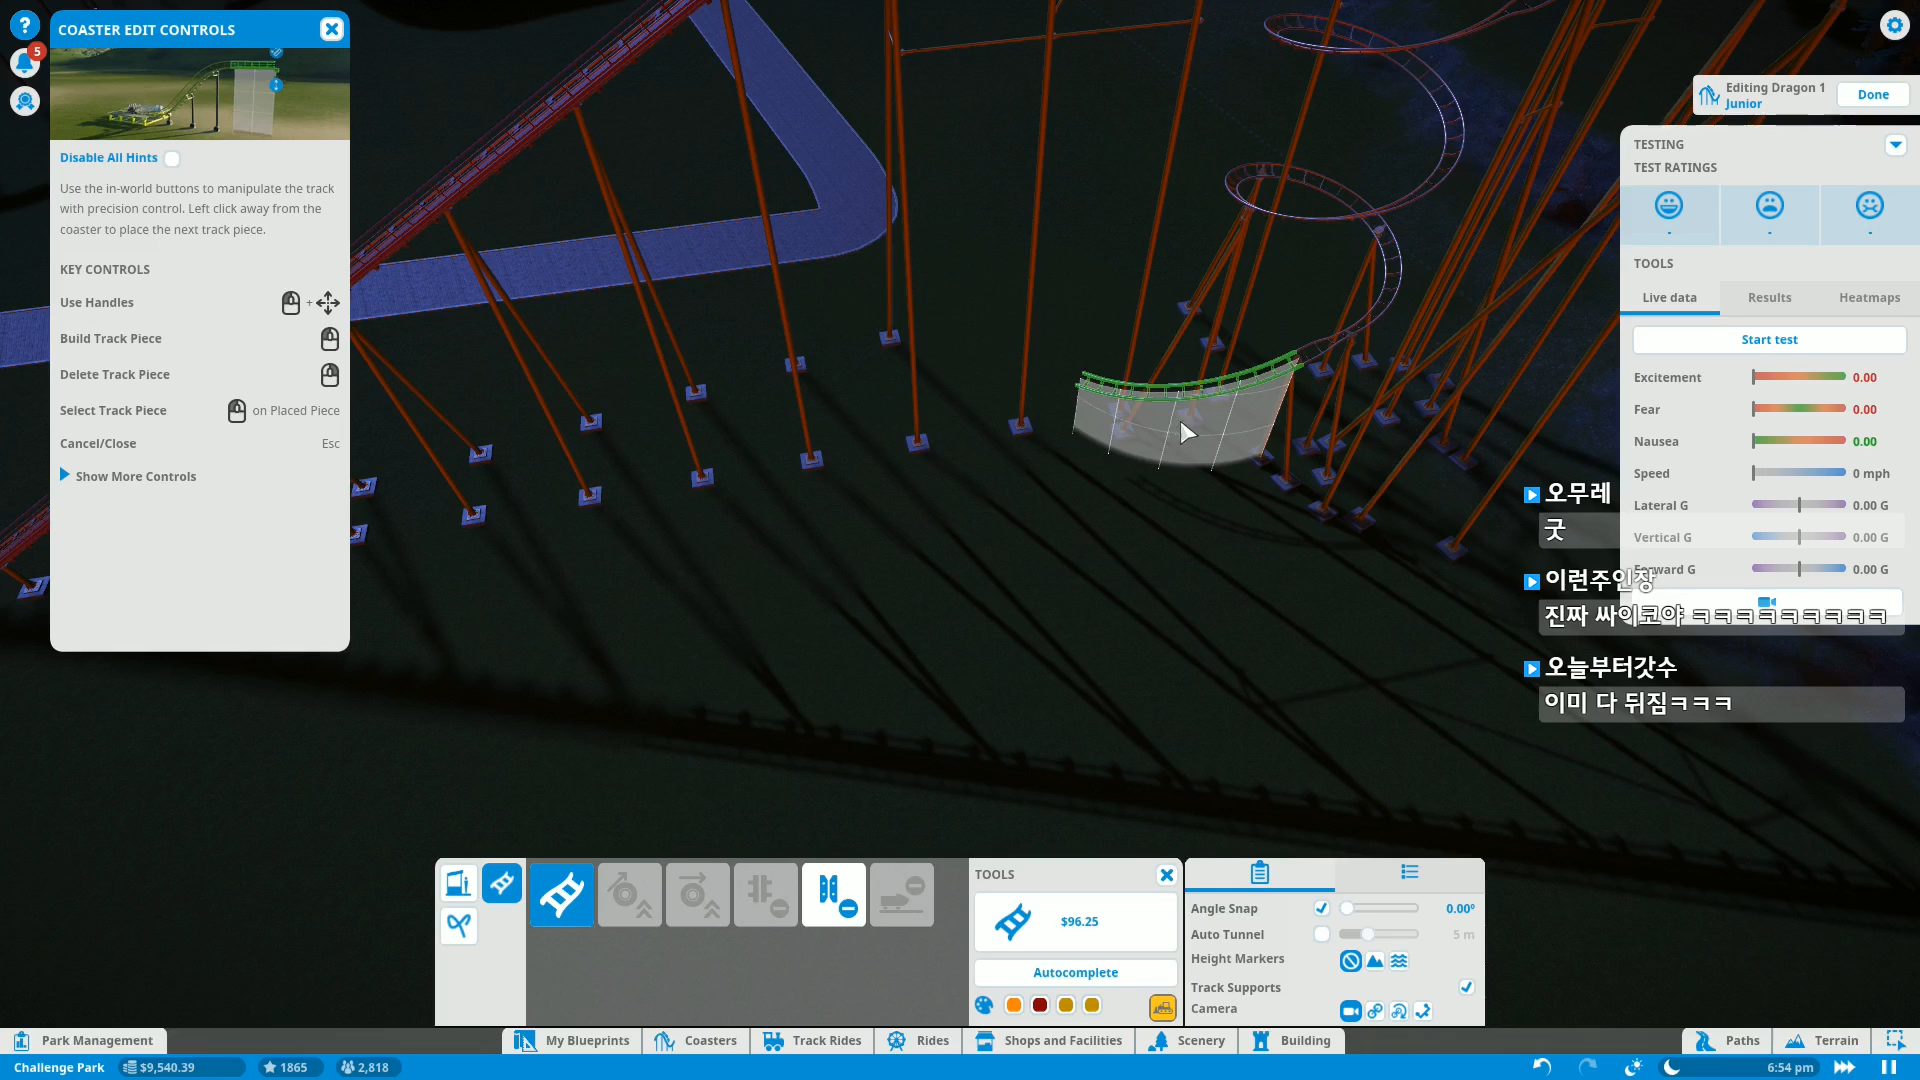 ?
5
COASTER EDIT CONTROLS
Disable All Hints
Use the in-world buttons to manipulate the track
with precision control. Left click away from the
coaster to place the next track piece.
KEY CONTROLS
Use Handles
+
Build Track Piece
Delete Track Piece
Select Track Piece on Placed Piece
Cancel/Close Esc
Show More Controls
Editing Dragon 1
Junior
Done
TESTING
TEST RATINGS
- - -
TOOLS
Live data Results Heatmaps
Start test
Excitement 0.00
Fear 0.00
Nausea 0.00
Speed 0 mph
Lateral G 0.00 G
Vertical G 0.00 G
Forward G 0.00 G
오무레
굿
이런주인장
진짜 싸이코야 ㅋㅋㅋㅋㅋㅋㅋㅋㅋ
오늘부터갓수
이미 다 뒤짐ㅋㅋㅋ
TOOLS
$96.25
Autocomplete
Angle Snap 0.00°
Auto Tunnel 5 m
Height Markers
Track Supports
Camera
Park Management
My Blueprints
Coasters
Track Rides
Rides
Shops and Facilities
Scenery
Building
Paths
Terrain
Challenge Park $9,540.39 1865 2,818
6:54 pm